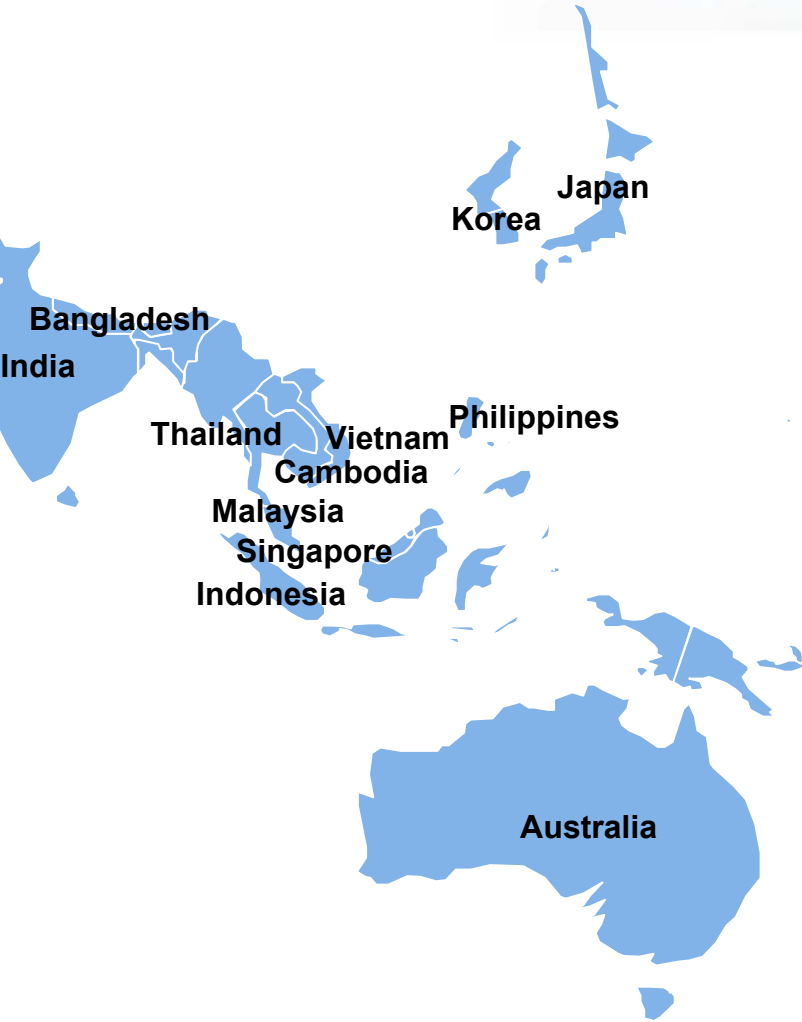 Japan
Korea
Bangladesh
India
Philippines
Thailand
Vietnam
Cambodia
Malaysia
Singapore
Indonesia
Australia